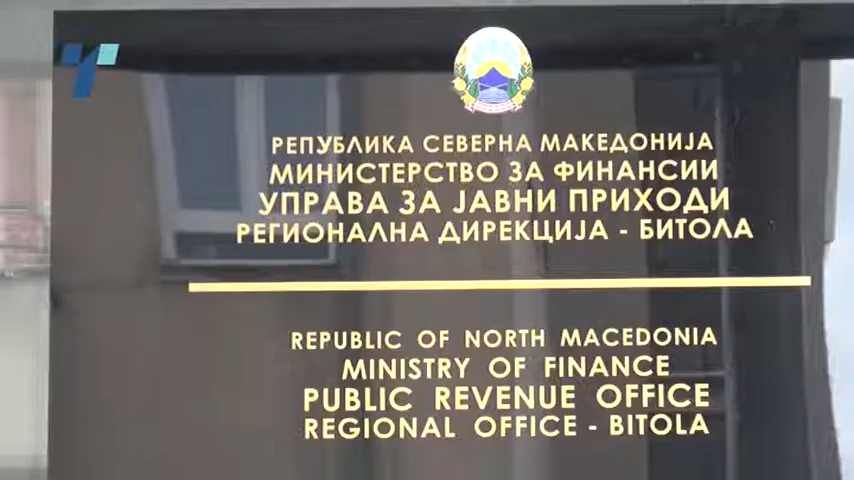 РЕПУБЛИКА СЕВЕРНА МАКЕДОНИЈА
МИНИСТЕРСТВО ЗА ФИНАНСИИ
УПРАВА ЗА ЈАВНИ ПРИХОДИ
РЕГИОНАЛНА ДИРЕКЦИЈА - БИТОЛА
REPUBLIC OF NORTH MACEDONIA
MINISTRY OF FINANCE
PUBLIC REVENUE OFFICE
REGIONAL OFFICE - BITOLA